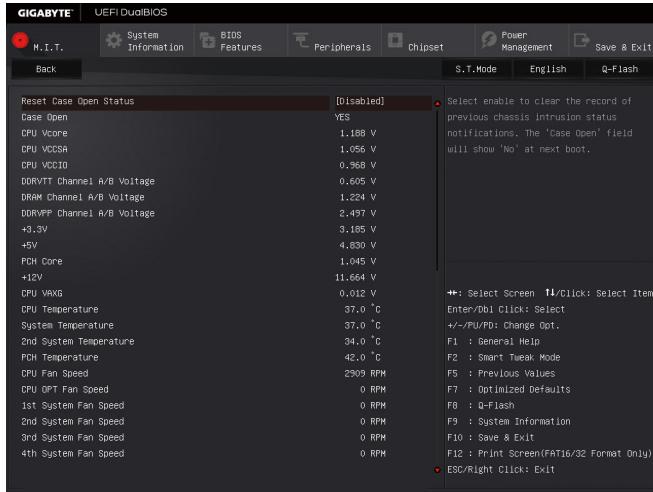 GIGABYTE™ UEFI DualBIOS
M.I.T.
System Information
BIOS Features
Peripherals
Chipset
Power Management
Save & Exit
Back
S.T.Mode English Q-Flash
Reset Case Open Status [Disabled]
Case Open YES
CPU Vcore 1.188 V
CPU VCCSA 1.056 V
CPU VCCIO 0.968 V
DDRVTT Channel A/B Voltage 0.605 V
DRAM Channel A/B Voltage 1.224 V
DDRVPP Channel A/B Voltage 2.497 V
+3.3V 3.185 V
+5V 4.830 V
PCH Core 1.045 V
+12V 11.664 V
CPU VAXG 0.012 V
CPU Temperature 37.0 °C
System Temperature 37.0 °C
2nd System Temperature 34.0 °C
PCH Temperature 42.0 °C
CPU Fan Speed 2909 RPM
CPU OPT Fan Speed 0 RPM
1st System Fan Speed 0 RPM
2nd System Fan Speed 0 RPM
3rd System Fan Speed 0 RPM
4th System Fan Speed 0 RPM
Select enable to clear the record of
previous chassis intrusion status
notifications. The 'Case Open' field
will show 'No' at next boot.
→←: Select Screen ↑↓/Click: Select Item
Enter/Dbl Click: Select
+/-/PU/PD: Change Opt.
F1 : General Help
F2 : Smart Tweak Mode
F5 : Previous Values
F7 : Optimized Defaults
F8 : Q-Flash
F9 : System Information
F10 : Save & Exit
F12 : Print Screen(FAT16/32 Format Only)
ESC/Right Click: Exit